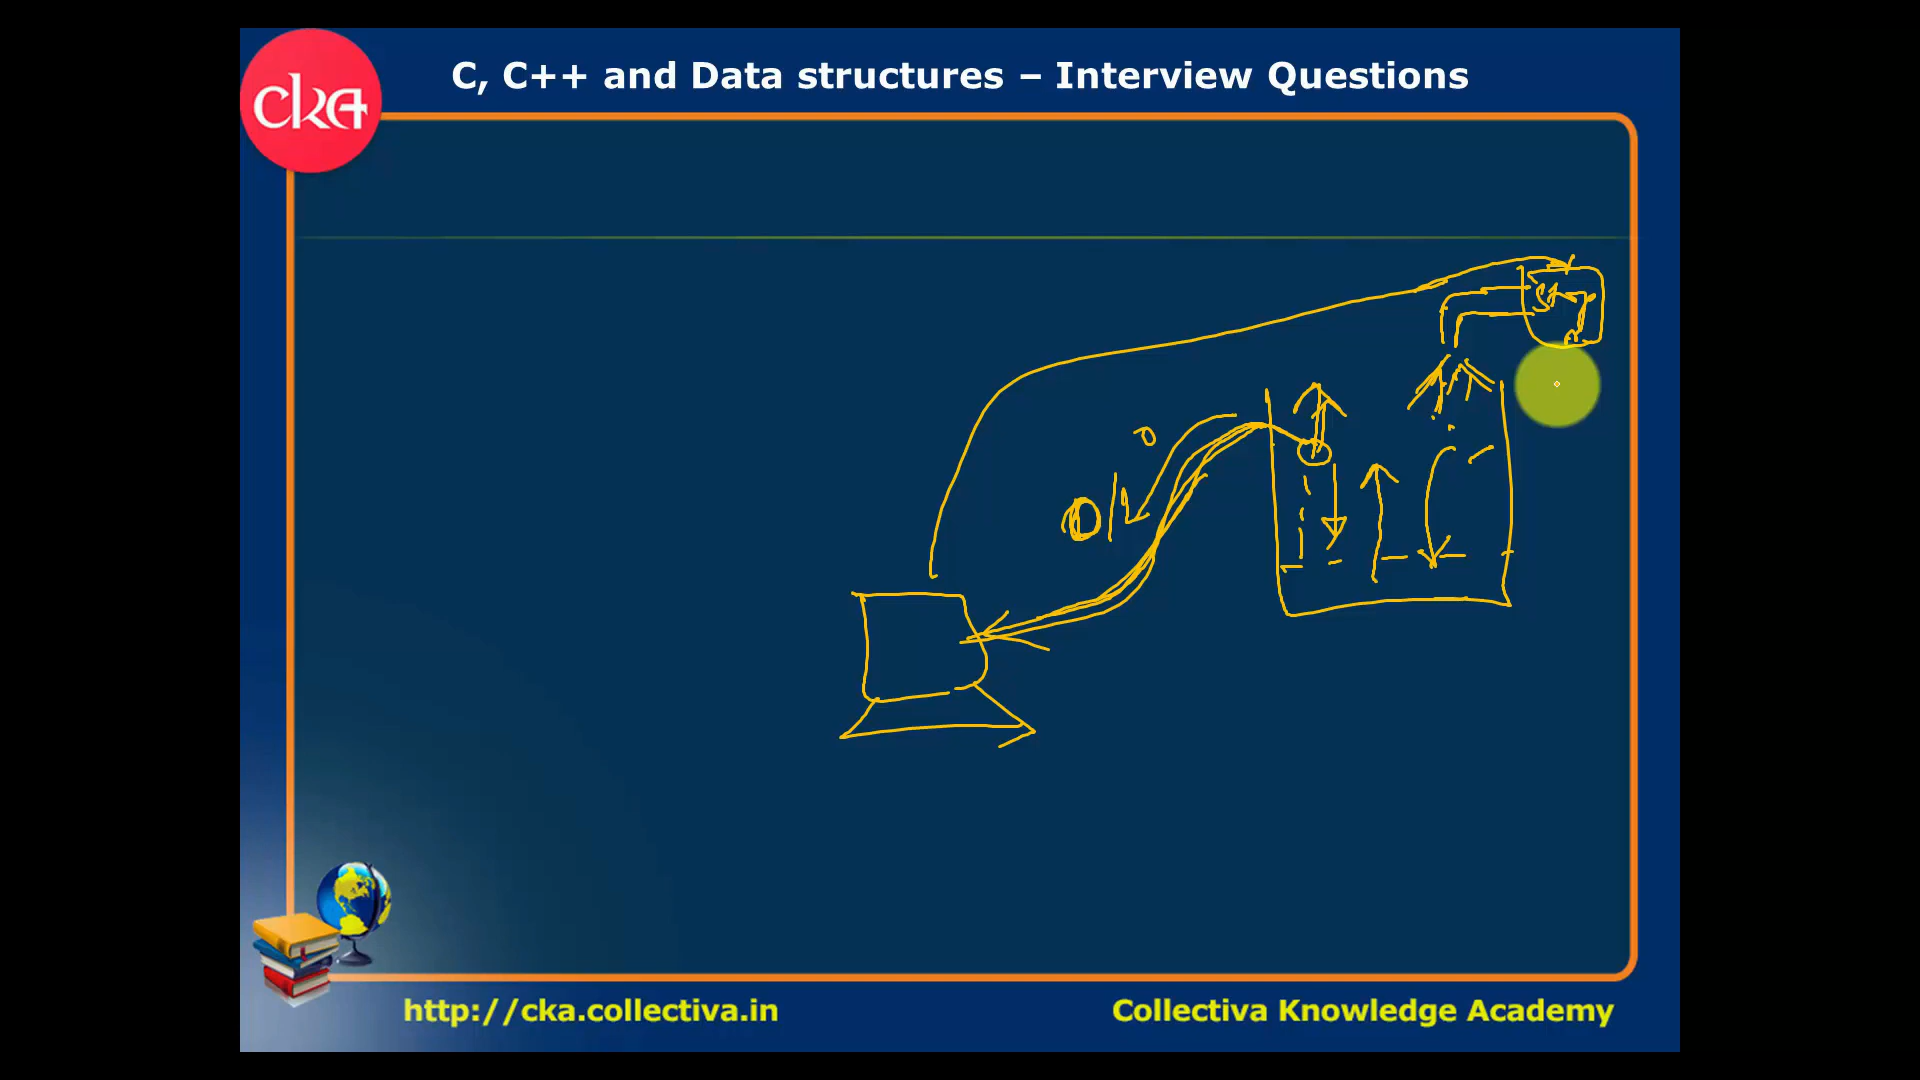 cka
C, C++ and Data structures – Interview Questions
0/1
http://cka.collectiva.in
Collectiva Knowledge Academy